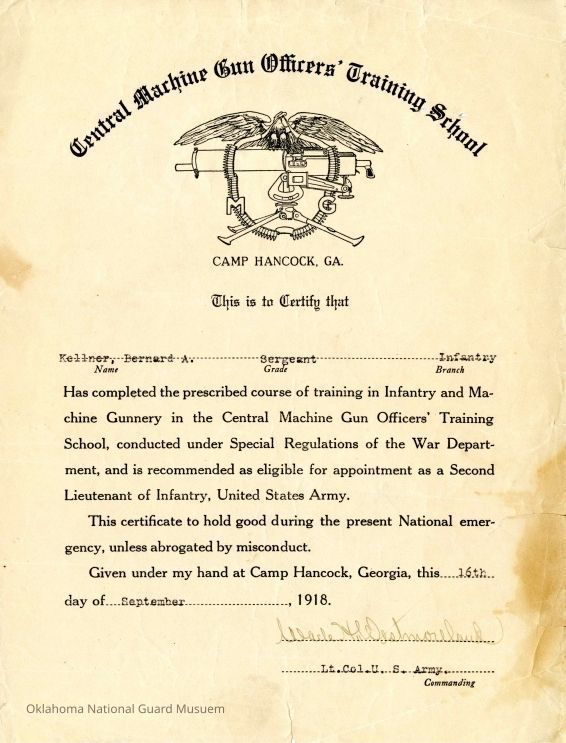 Central Machine Gun Officers' Training School
M G
CAMP HANCOCK, GA.
This is to Certify that
Kellner, Bernard A. Sergeant Infantry
Name Grade Branch
Has completed the prescribed course of training in Infantry and Ma-
chine Gunnery in the Central Machine Gun Officers' Training
School, conducted under Special Regulations of the War Depart-
ment, and is recommended as eligible for appointment as a Second
Lieutenant of Infantry, United States Army.
This certificate to hold good during the present National emer-
gency, unless abrogated by misconduct.
Given under my hand at Camp Hancock, Georgia, this 16th
day of September, 1918.
Lt.Col.U. S. Army.
Commanding
Oklahoma National Guard Musuem